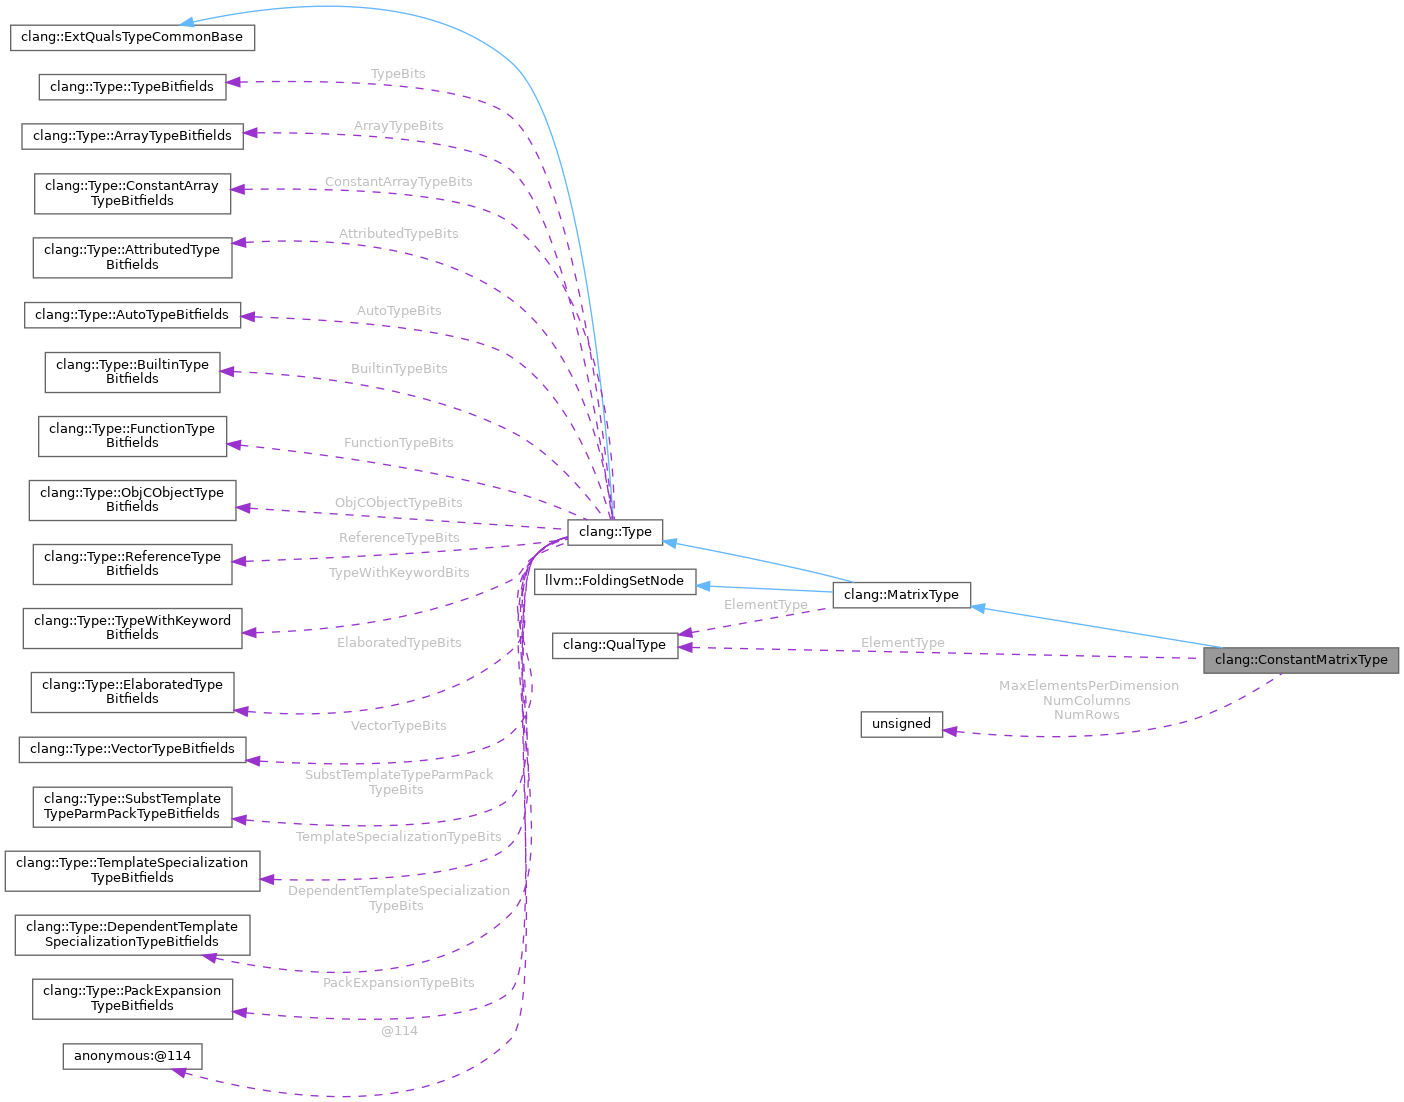 clang::ExtQualsTypeCommonBase
TypeBits
clang::Type::TypeBitfields
ArrayTypeBits
clang::Type::ArrayTypeBitfields
ConstantArrayTypeBits
clang::Type::ConstantArray
TypeBitfields
AttributedTypeBits
clang::Type::AttributedType
Bitfields
AutoTypeBits
clang::Type::AutoTypeBitfields
BuiltinTypeBits
clang::Type::BuiltinType
Bitfields
FunctionTypeBits
clang::Type::FunctionType
Bitfields
ObjCObjectTypeBits
clang::Type::ObjCObjectType
Bitfields
ReferenceTypeBits
clang::Type::ReferenceType
Bitfields
TypeWithKeywordBits
clang::Type::TypeWithKeyword
Bitfields
ElaboratedTypeBits
clang::Type::ElaboratedType
Bitfields
VectorTypeBits
clang::Type::VectorTypeBitfields
SubstTemplateTypeParmPack
TypeBits
clang::Type::SubstTemplate
TypeParmPackTypeBitfields
TemplateSpecializationTypeBits
clang::Type::TemplateSpecialization
TypeBitfields
DependentTemplateSpecialization
TypeBits
clang::Type::DependentTemplate
SpecializationTypeBitfields
PackExpansionTypeBits
clang::Type::PackExpansion
TypeBitfields
@114
anonymous:@114
clang::Type
llvm::FoldingSetNode
clang::MatrixType
ElementType
clang::QualType
ElementType
clang::ConstantMatrixType
MaxElementsPerDimension
NumColumns
NumRows
unsigned